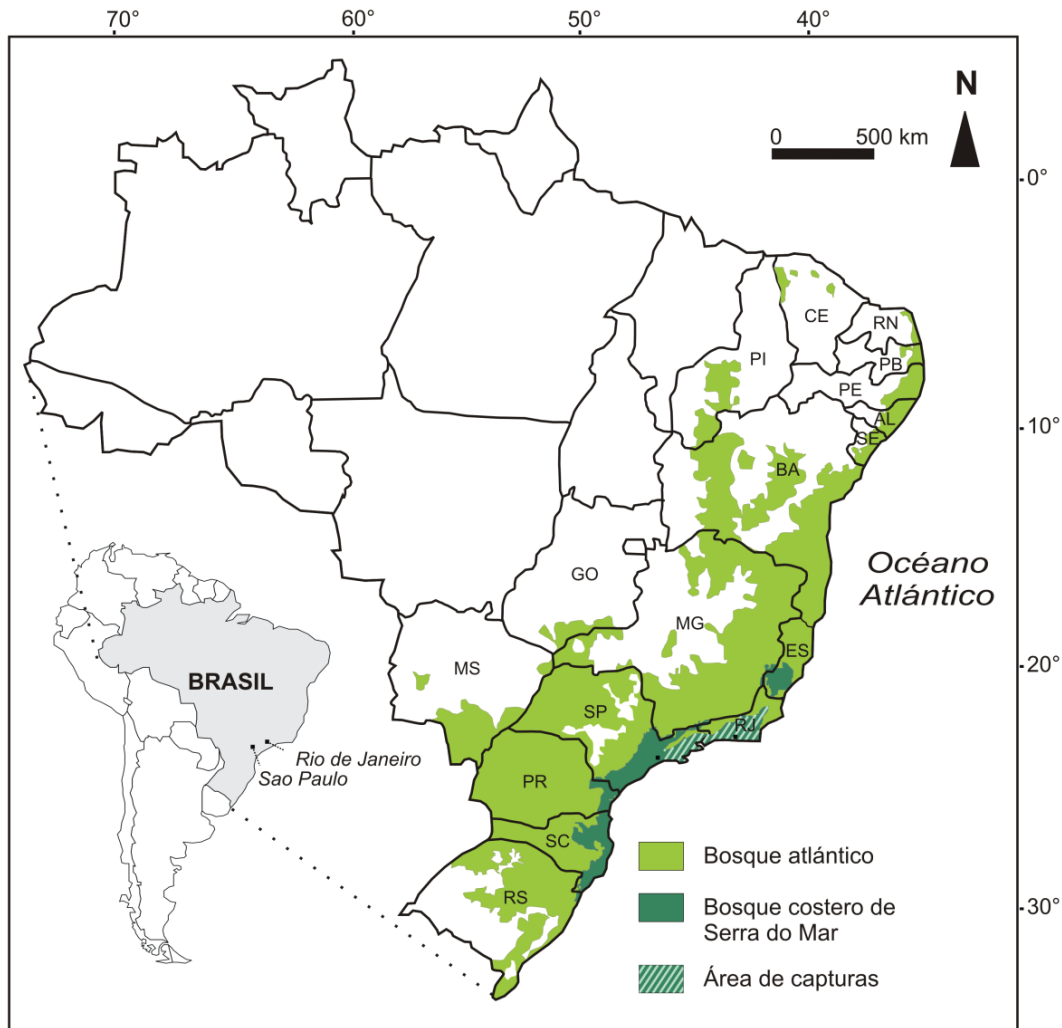 70°
60°
50°
40°
N
0
500 km
0°
CE
RN
PI
PB
PE
AL
SE
10°
BA
Océano
Atlántico
GO
MG
ES
MS
20°
BRASIL
SP
RJ
Rio de Janeiro
Sao Paulo
PR
SC
Bosque atlántico
RS
Bosque costero de
Serra do Mar
30°
Área de capturas